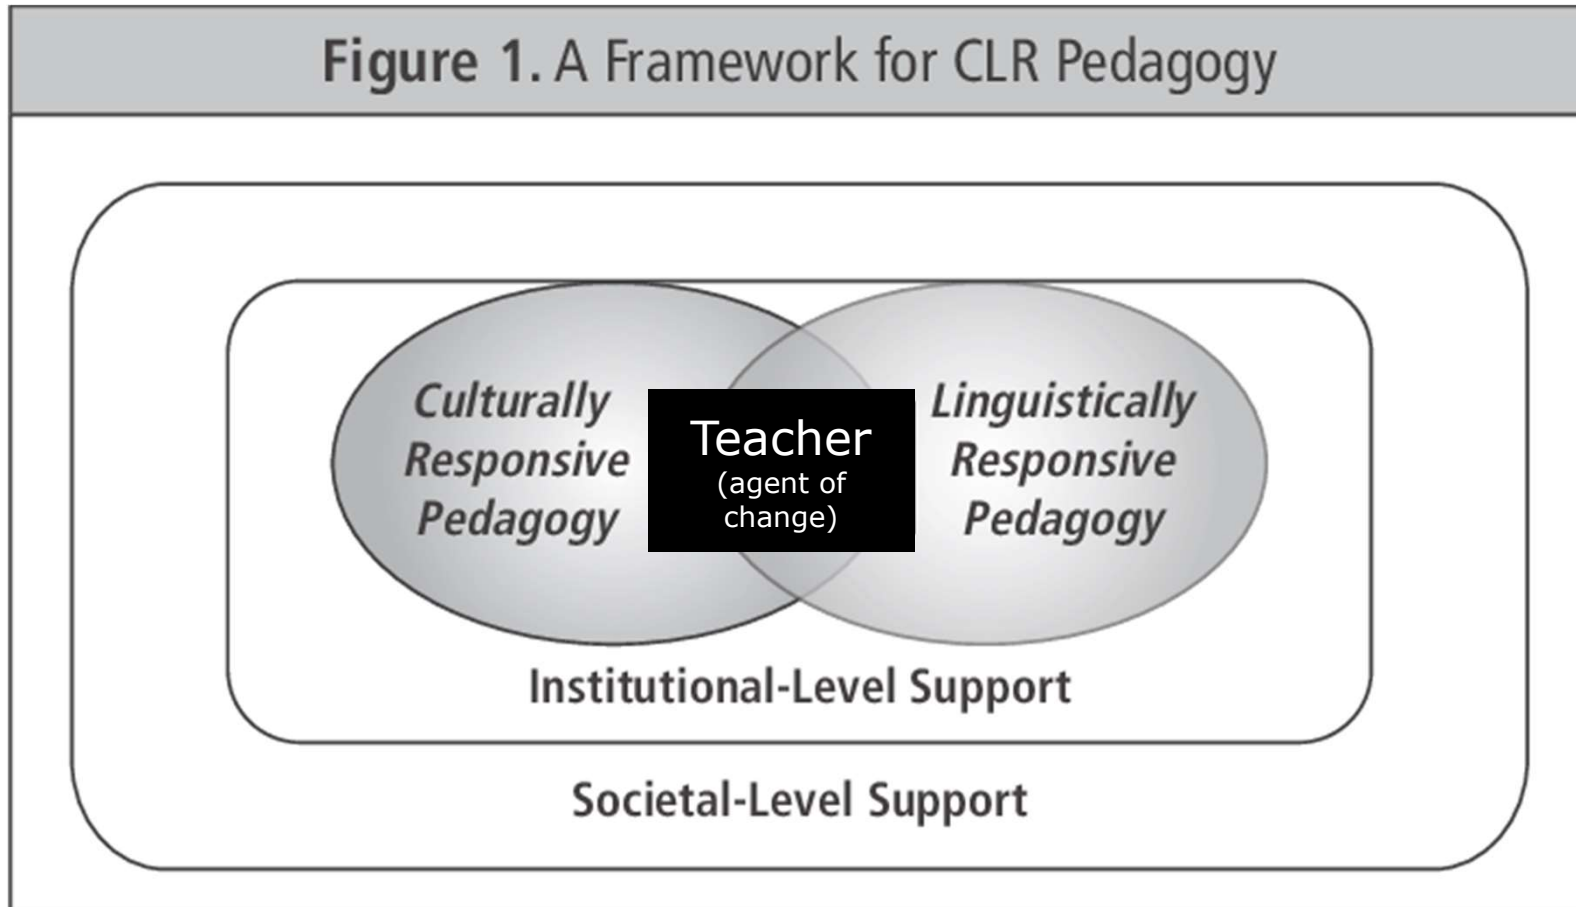 Figure 1. A Framework for CLR Pedagogy
Culturally
Responsive
Pedagogy
Teacher
(agent of
change)
Linguistically
Responsive
Pedagogy
Institutional-Level Support
Societal-Level Support